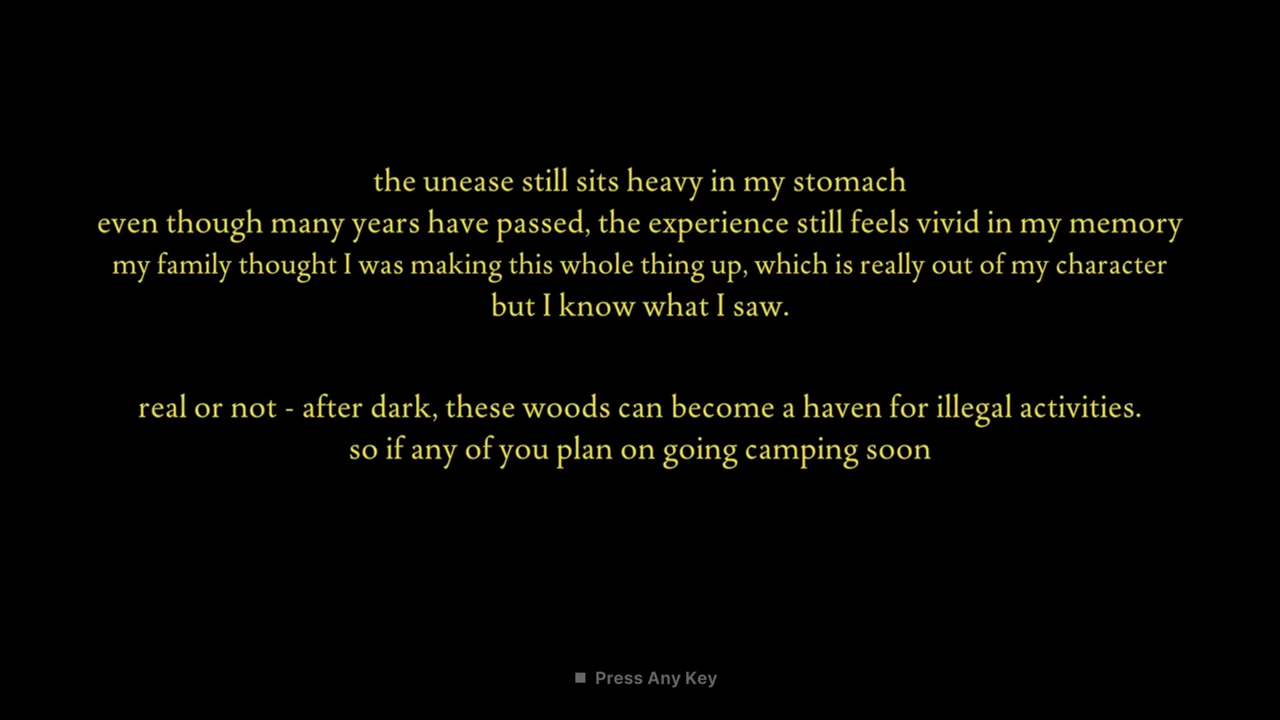 the unease still sits heavy in my stomach
even though many years have passed, the experience still feels vivid in my memory
my family thought I was making this whole thing up, which is really out of my character
but I know what I saw.
real or not - after dark, these woods can become a haven for illegal activities.
so if any of you plan on going camping soon
Press Any Key